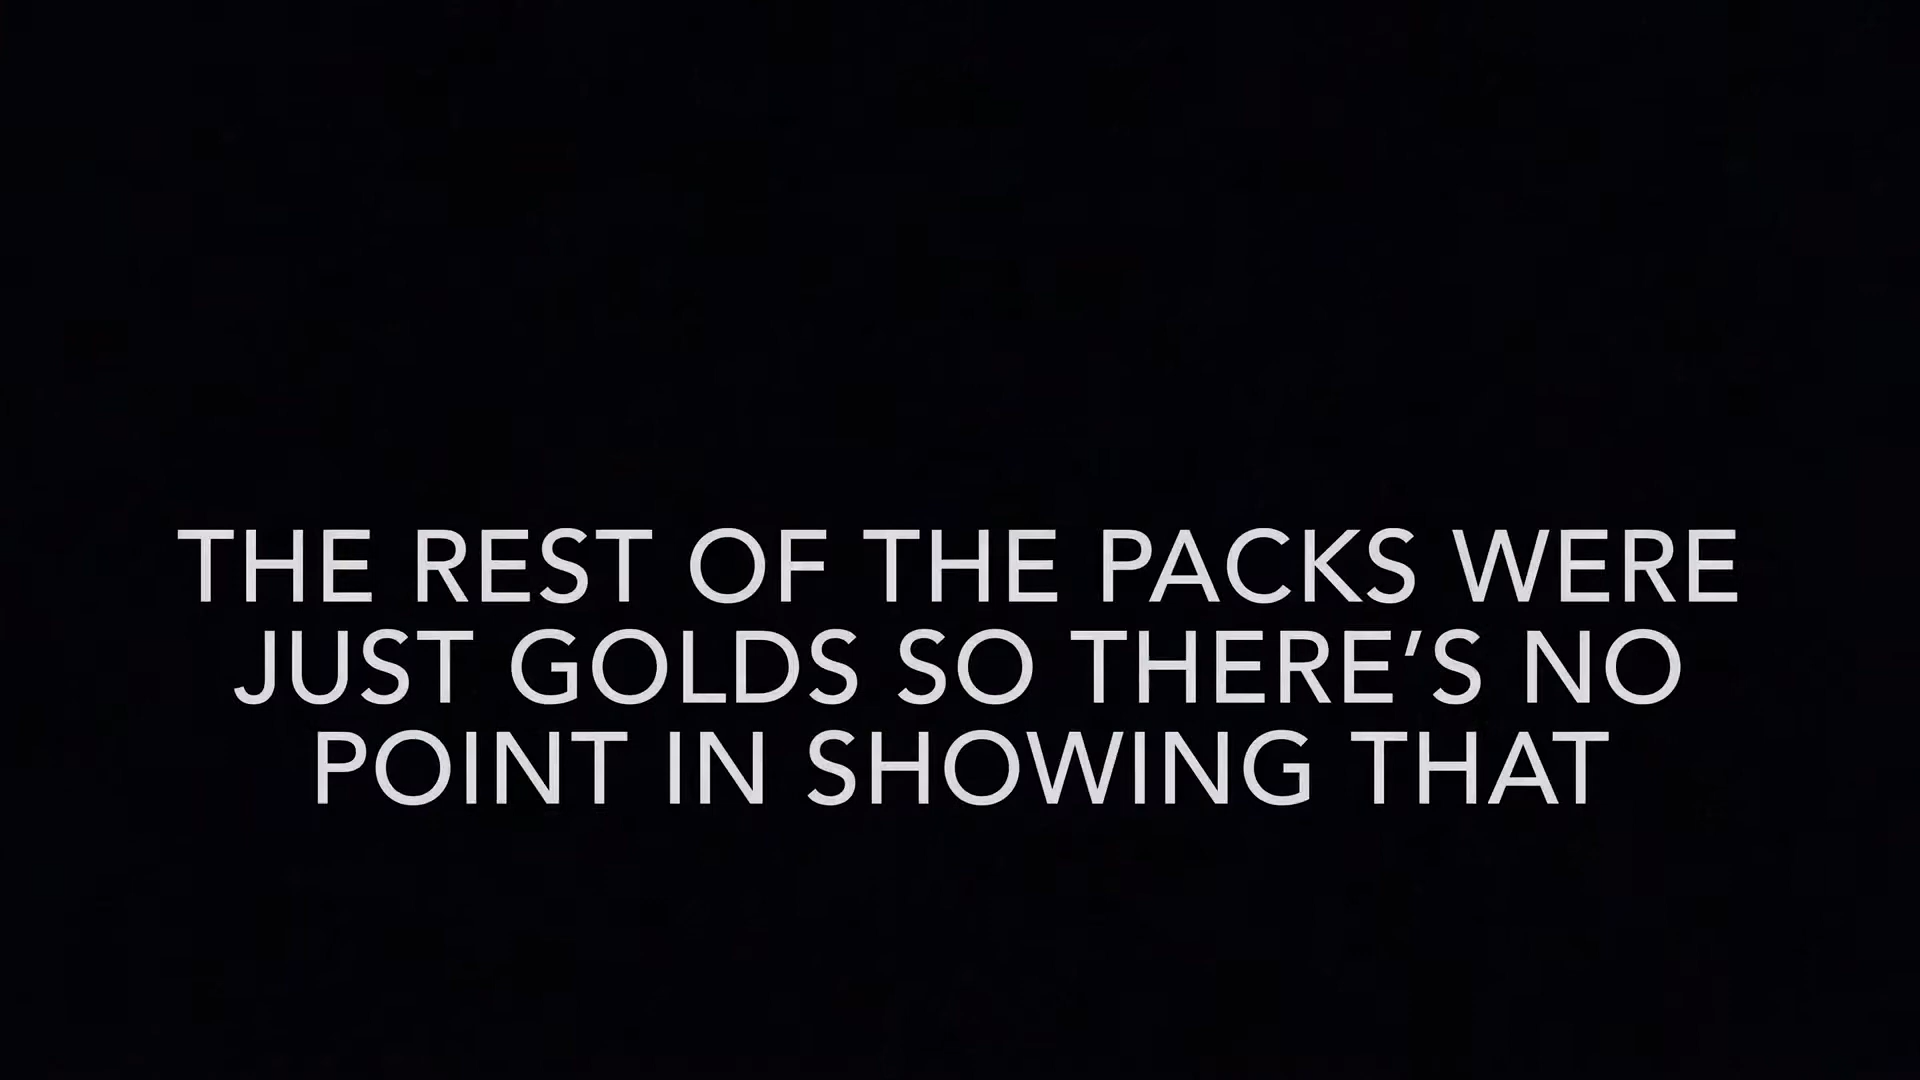 THE REST OF THE PACKS WERE
JUST GOLDS SO THERE’S NO
POINT IN SHOWING THAT